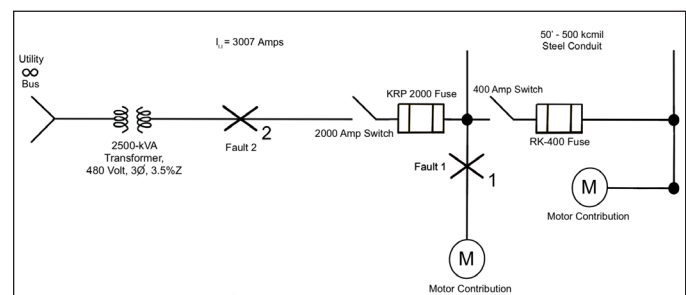 I L.I = 3007 Amps
50' - 500 kcmil
Steel Conduit
Utility
∞
Bus
KRP 2000 Fuse
400 Amp Switch
2
2000 Amp Switch
Fault 2
2500-kVA
Transformer,
480 Volt, 3Ø, 3.5%Z
RK-400 Fuse
Fault 1
1
M
Motor Contribution
M
Motor Contribution